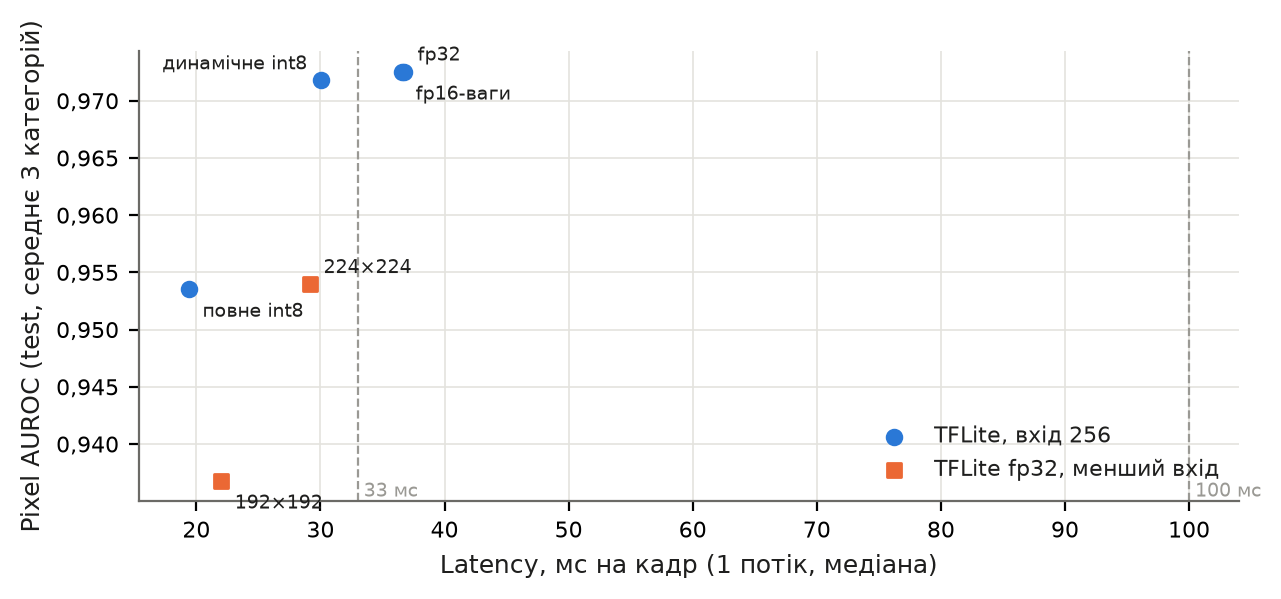 Pixel AUROC (test, середнє 3 категорій)
0,970
0,965
0,960
0,955
0,950
0,945
0,940
динамічне int8
fp32
fp16-ваги
224×224
повне int8
192×192
33 мс
100 мс
TFLite, вхід 256
TFLite fp32, менший вхід
20 30 40 50 60 70 80 90 100
Latency, мс на кадр (1 потік, медіана)